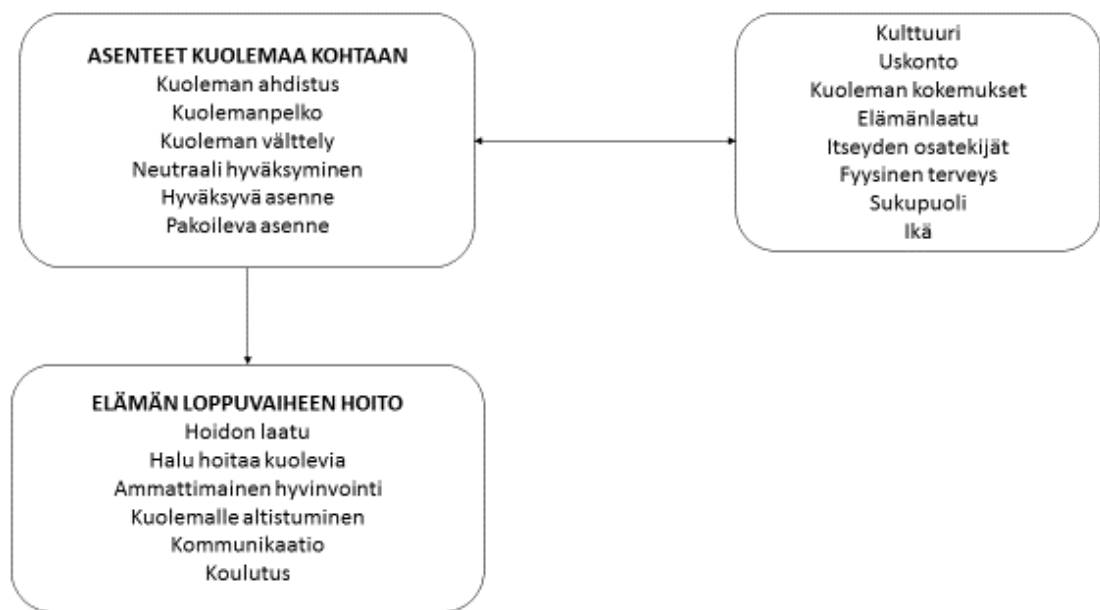 ASENTEET KUOLEMAA KOHTAAN
Kuoleman ahdistus
Kuolemanpelko
Kuoleman välttely
Neutraali hyväksyminen
Hyväksyvä asenne
Pakoileva asenne
Kulttuuri
Uskonto
Kuoleman kokemukset
Elämänlaatu
Itseyden osatekijät
Fyysinen terveys
Sukupuoli
Ikä
ELÄMÄN LOPPUVAIHEEN HOITO
Hoidon laatu
Halu hoitaa kuolevia
Ammattimainen hyvinvointi
Kuolemalle altistuminen
Kommunikaatio
Koulutus